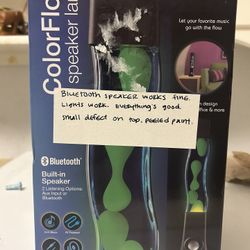 ColorFlo
speaker la
Let your favorite music
go with the flow
BLUETOOTH SPEAKER WORKS FINE.
LIGHTS WORK. EVERYTHING'S GOOD.
SMALL DEFECT ON TOP. PEELED PAINT.
design
office & more
Bluetooth®
Built-in
Speaker
2 Listening Options:
Aux Input or
Bluetooth